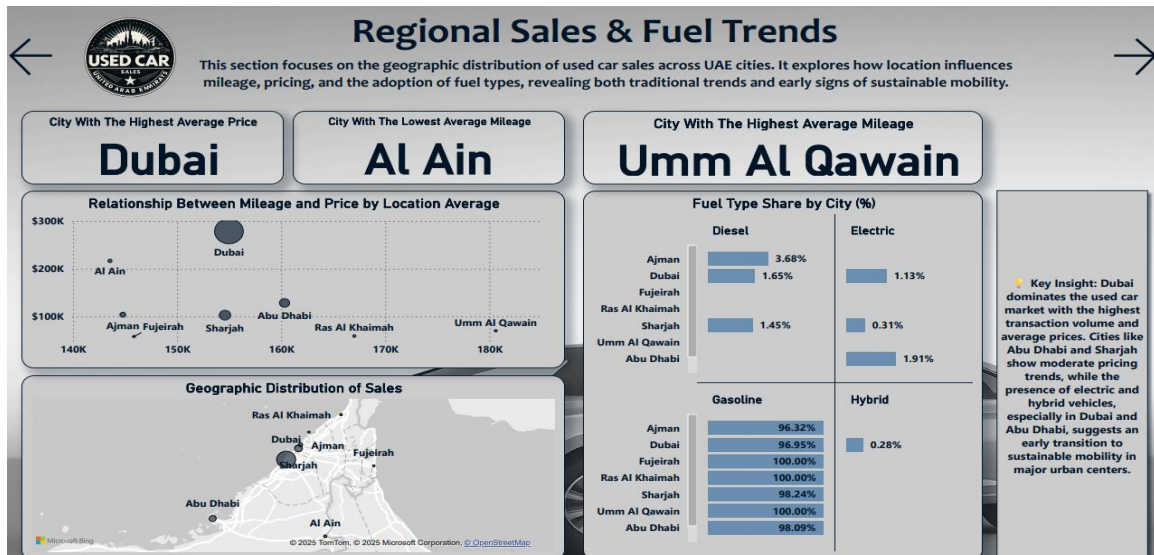 Regional Sales & Fuel Trends
USED CAR
SALES
UNITED ARAB EMIRATES
This section focuses on the geographic distribution of used car sales across UAE cities. It explores how location influences
mileage, pricing, and the adoption of fuel types, revealing both traditional trends and early signs of sustainable mobility.
City With The Highest Average Price
Dubai
City With The Lowest Average Mileage
Al Ain
City With The Highest Average Mileage
Umm Al Qawain
Relationship Between Mileage and Price by Location Average
$300K
$200K
$100K
Dubai
Al Ain
Ajman
Fujeirah
Sharjah
Abu Dhabi
Ras Al Khaimah
Umm Al Qawain
140K
150K
160K
170K
180K
Geographic Distribution of Sales
Ras Al Khaimah
Dubai
Ajman
Fujeirah
Sharjah
Abu Dhabi
Al Ain
Microsoft Bing
© 2025 TomTom, © 2025 Microsoft Corporation, © OpenStreetMap
Fuel Type Share by City (%)
Diesel
Electric
Ajman 3.68%
Dubai 1.65% 1.13%
Fujeirah
Ras Al Khaimah
Sharjah 1.45% 0.31%
Umm Al Qawain
Abu Dhabi 1.91%
Gasoline
Hybrid
Ajman 96.32%
Dubai 96.95% 0.28%
Fujeirah 100.00%
Ras Al Khaimah 100.00%
Sharjah 98.24%
Umm Al Qawain 100.00%
Abu Dhabi 98.09%
💡 Key Insight: Dubai
dominates the used car
market with the highest
transaction volume and
average prices. Cities like
Abu Dhabi and Sharjah
show moderate pricing
trends, while the
presence of electric and
hybrid vehicles,
especially in Dubai and
Abu Dhabi, suggests an
early transition to
sustainable mobility in
major urban centers.